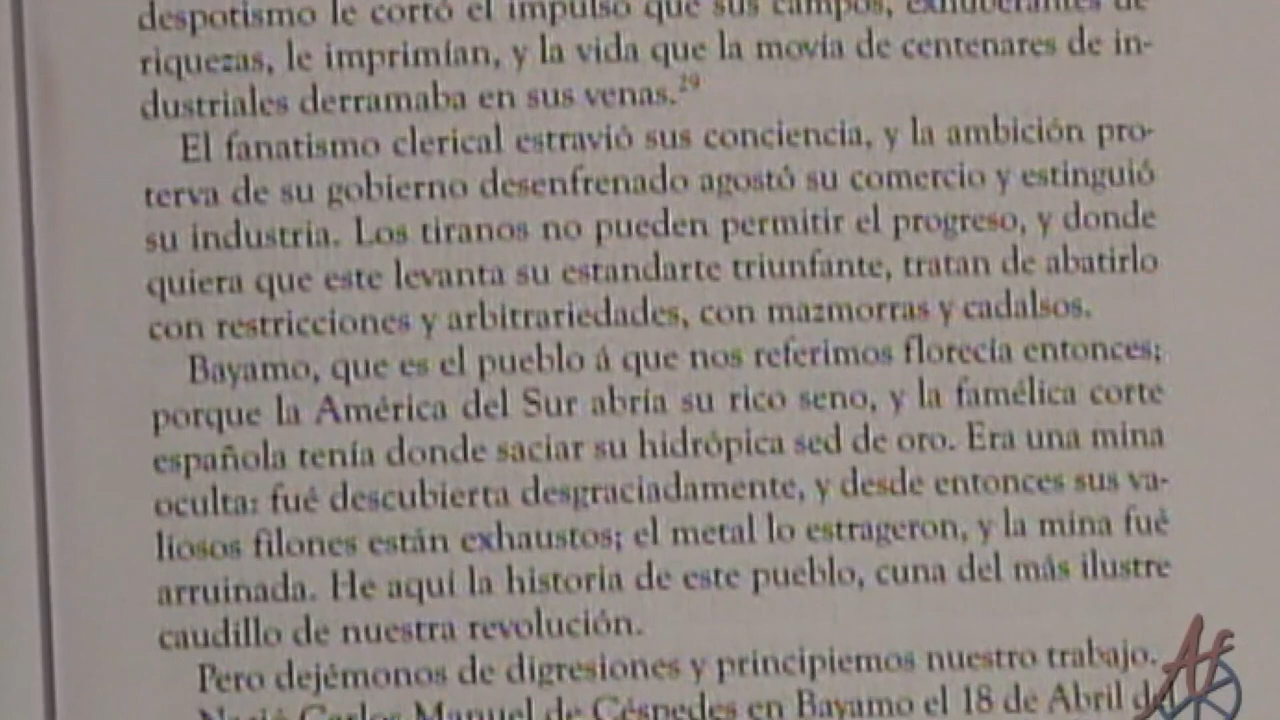 despotismo le cortó el impulso que sus campos, exhuberantes de
riquezas, le imprimían, y la vida que la movía de centenares de in-
dustriales derramaba en sus venas.29
El fanatismo clerical estravió sus conciencia, y la ambición pro-
terva de su gobierno desenfrenado agostó su comercio y estinguió
su industria. Los tiranos no pueden permitir el progreso, y donde
quiera que este levanta su estandarte triunfante, tratan de abatirlo
con restricciones y arbitrariedades, con mazmorras y cadalsos.
Bayamo, que es el pueblo á que nos referimos florecía entonces;
porque la América del Sur abría su rico seno, y la famélica corte
española tenía donde saciar su hidrópica sed de oro. Era una mina
oculta: fué descubierta desgraciadamente, y desde entonces sus va-
liosos filones están exhaustos; el metal lo estrageron, y la mina fué
arruinada. He aquí la historia de este pueblo, cuna del más ilustre
caudillo de nuestra revolución.
Pero dejémonos de digresiones y principiemos nuestro trabajo.
Nació Carlos Manuel de Céspedes en Bayamo el 18 de Abril de